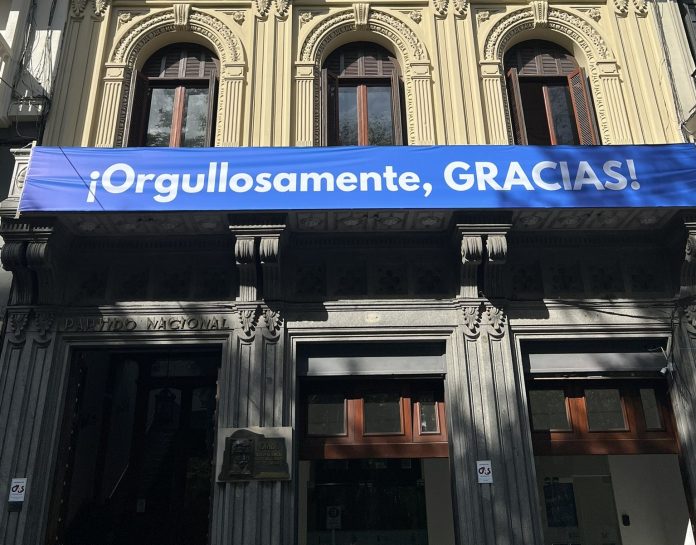 ¡Orgullosamente, GRACIAS!
PARTIDO NACIONAL